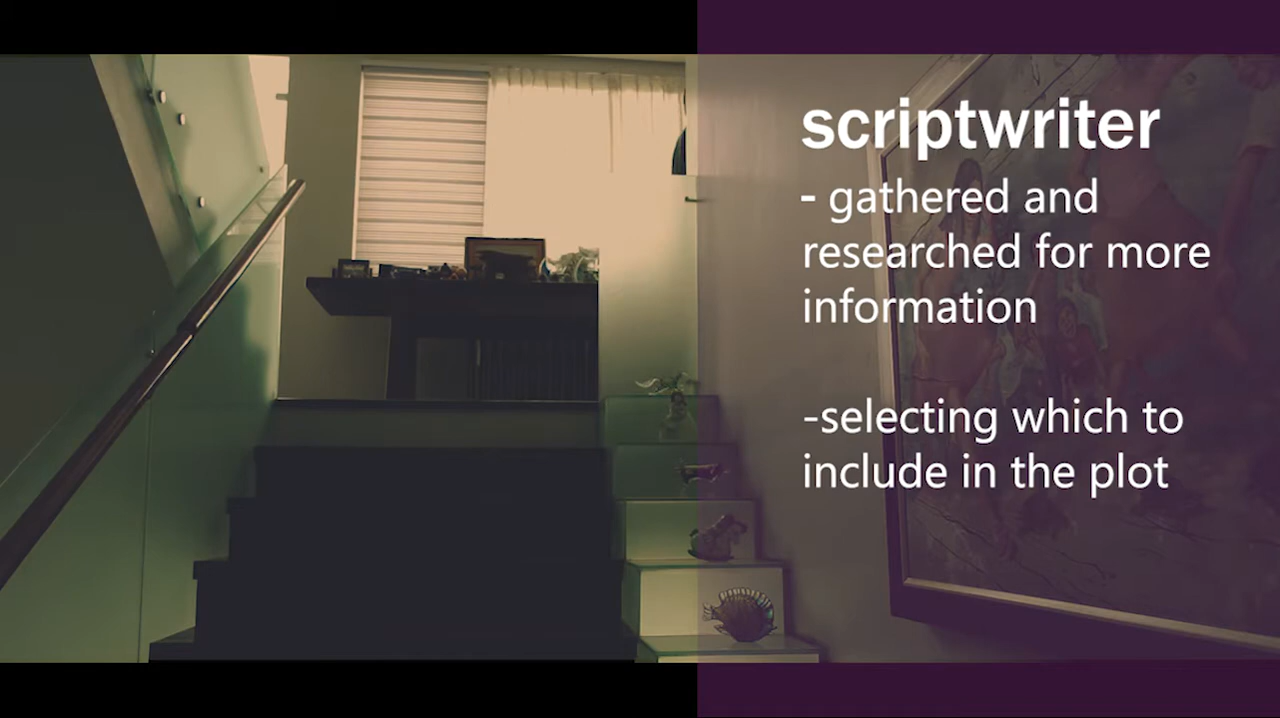 scriptwriter
- gathered and
researched for more
information
-selecting which to
include in the plot